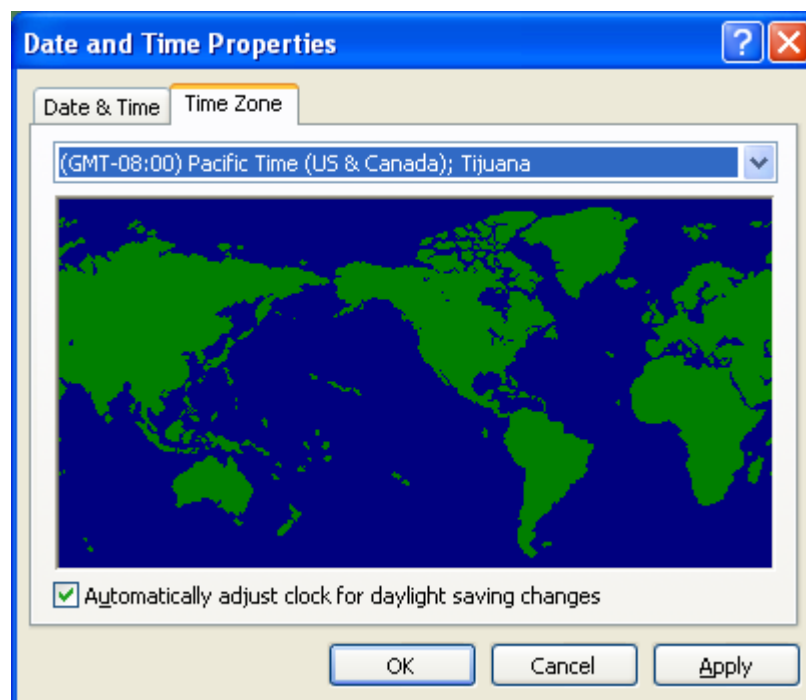 Date and Time Properties
Date & Time
Time Zone
(GMT-08:00) Pacific Time (US & Canada); Tijuana
Automatically adjust clock for daylight saving changes
OK
Cancel
Apply